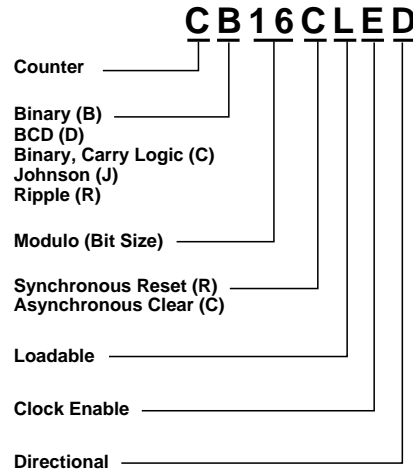 C B 1 6 C L E D
Counter
Binary (B)
BCD (D)
Binary, Carry Logic (C)
Johnson (J)
Ripple (R)
Modulo (Bit Size)
Synchronous Reset (R)
Asynchronous Clear (C)
Loadable
Clock Enable
Directional